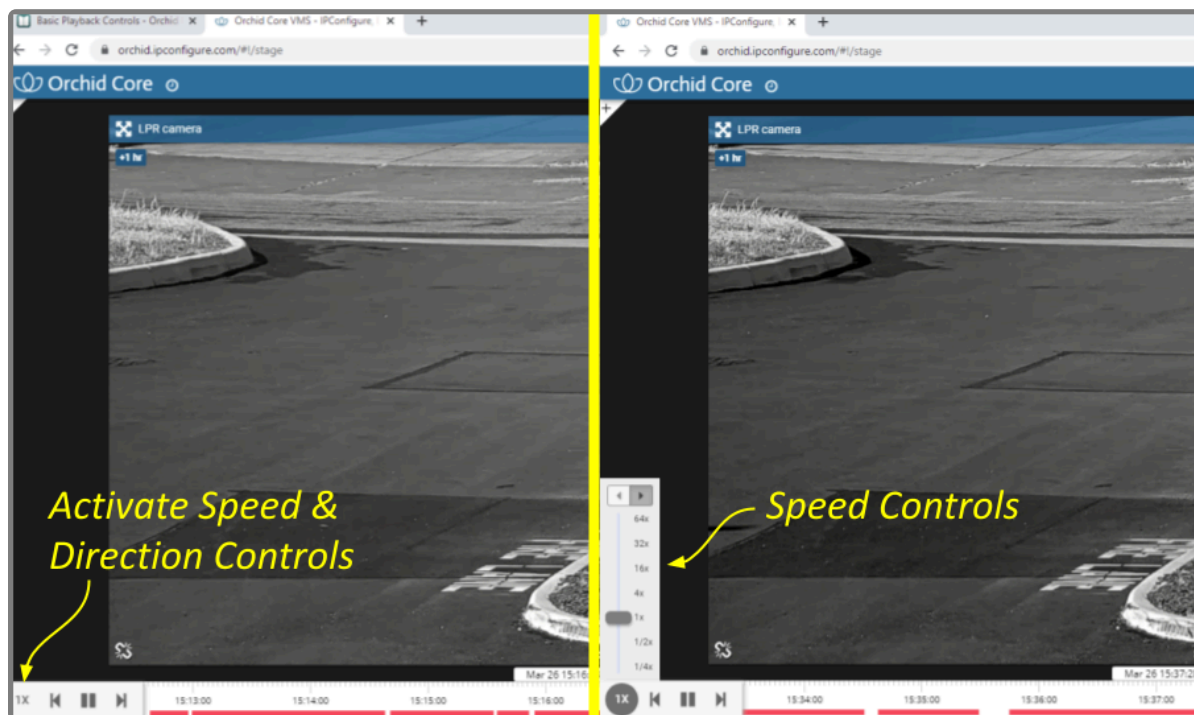 Basic Playback Controls - Orchid
Orchid Core VMS - IPConfigure,
orchid.ipconfigure.com/#!/stage
Orchid Core
LPR camera
+1 hr
Activate Speed &
Direction Controls
Mar 26 15:16:
1X
15:13:00
15:14:00
15:15:00
15:16:00
Orchid Core VMS - IPConfigure,
orchid.ipconfigure.com/#!/stage
Orchid Core
LPR camera
+1 hr
Speed Controls
64x
32x
16x
4x
1x
1/2x
1/4x
Mar 26 15:37:2
1X
15:34:00
15:35:00
15:36:00
15:37:00